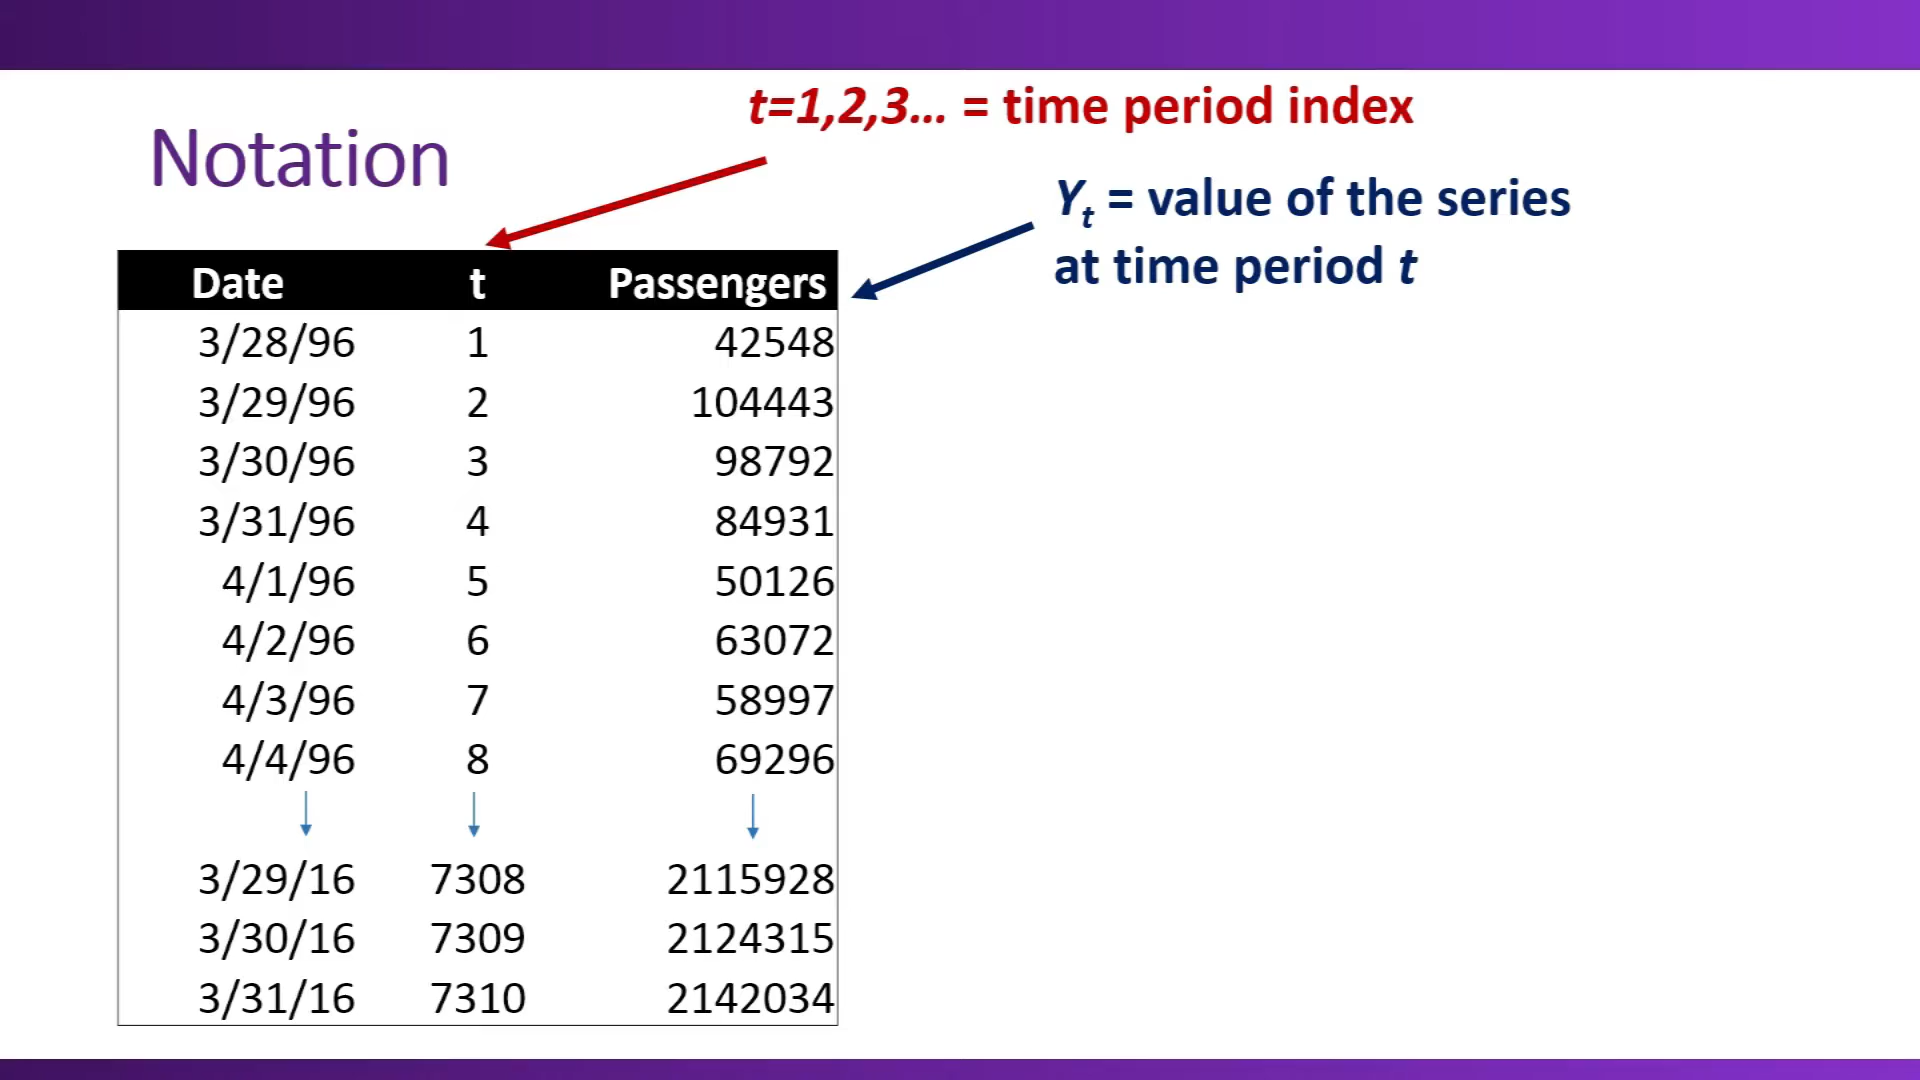 t=1,2,3... = time period index
Notation
Yt = value of the series
at time period t
Date t Passengers
3/28/96 1 42548
3/29/96 2 104443
3/30/96 3 98792
3/31/96 4 84931
4/1/96 5 50126
4/2/96 6 63072
4/3/96 7 58997
4/4/96 8 69296
3/29/16 7308 2115928
3/30/16 7309 2124315
3/31/16 7310 2142034